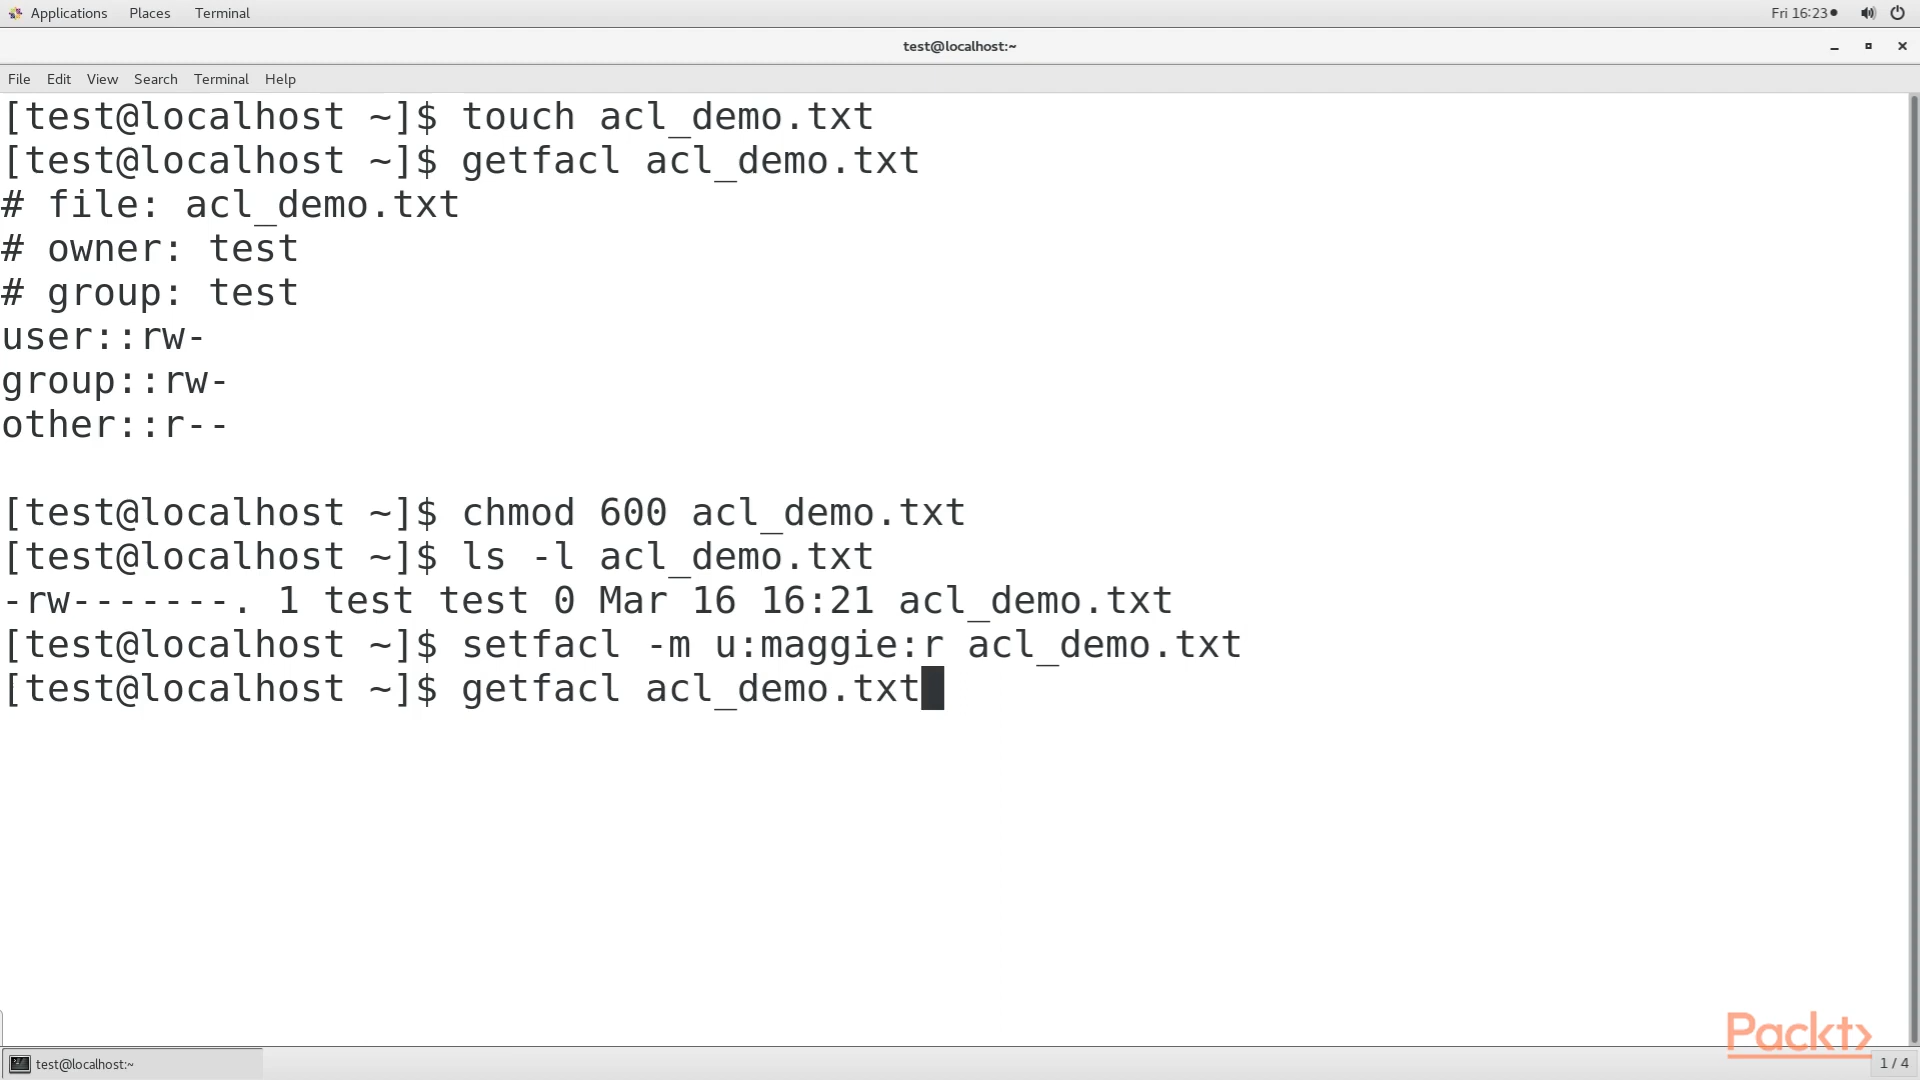 Applications Places Terminal Fri 16:23
test@localhost:~
File Edit View Search Terminal Help
[test@localhost ~]$ touch acl_demo.txt
[test@localhost ~]$ getfacl acl_demo.txt
# file: acl_demo.txt
# owner: test
# group: test
user::rw-
group::rw-
other::r--
[test@localhost ~]$ chmod 600 acl_demo.txt
[test@localhost ~]$ ls -l acl_demo.txt
-rw-------. 1 test test 0 Mar 16 16:21 acl_demo.txt
[test@localhost ~]$ setfacl -m u:maggie:r acl_demo.txt
[test@localhost ~]$ getfacl acl_demo.txt
Packt>
test@localhost:~ 1 / 4